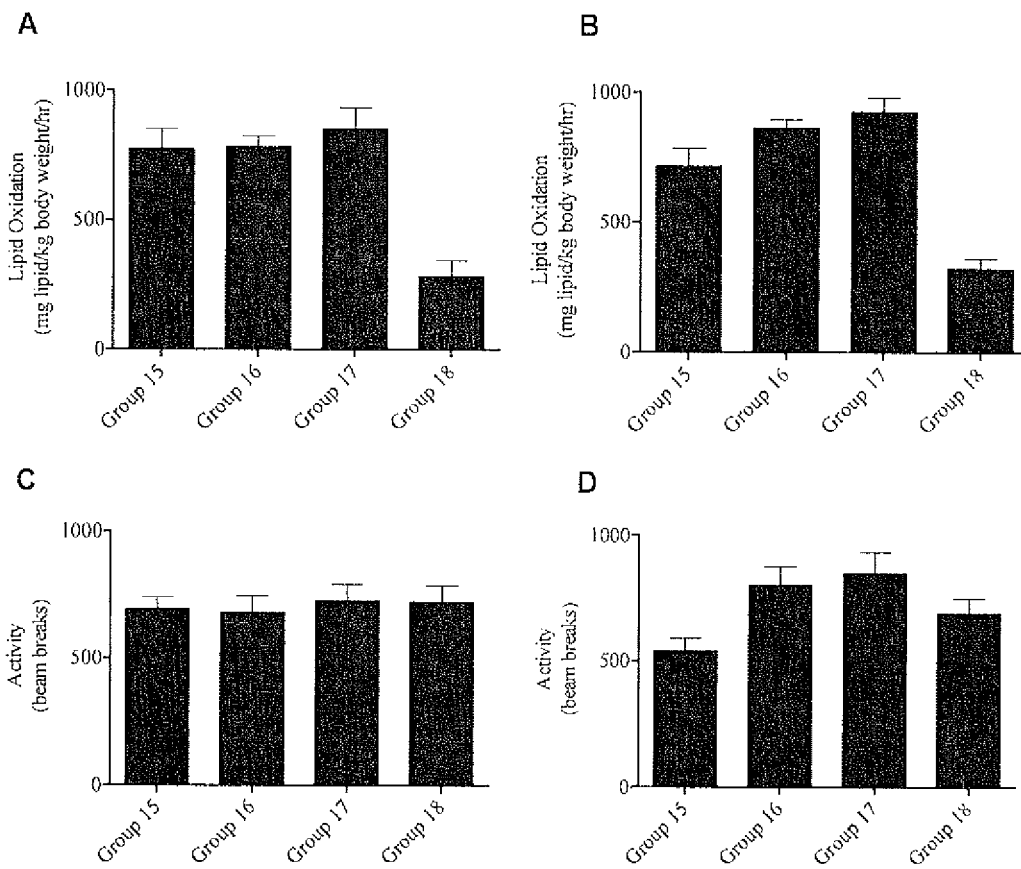 A
Lipid Oxidation
(mg lipid/kg body weight/hr)
1000
500
0
Group 15
Group 16
Group 17
Group 18
B
Lipid Oxidation
(mg lipid/kg body weight/hr)
1000
500
0
Group 15
Group 16
Group 17
Group 18
C
Activity
(beam breaks)
1000
500
0
Group 15
Group 16
Group 17
Group 18
D
Activity
(beam breaks)
1000
500
0
Group 15
Group 16
Group 17
Group 18